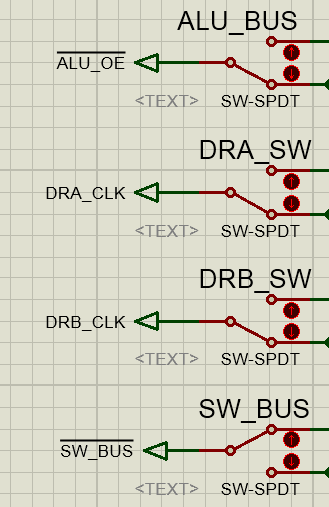 ALU_BUS
ALU_OE
<TEXT>
SW-SPDT
DRA_SW
DRA_CLK
<TEXT>
SW-SPDT
DRB_SW
DRB_CLK
<TEXT>
SW-SPDT
SW_BUS
SW_BUS
<TEXT>
SW-SPDT